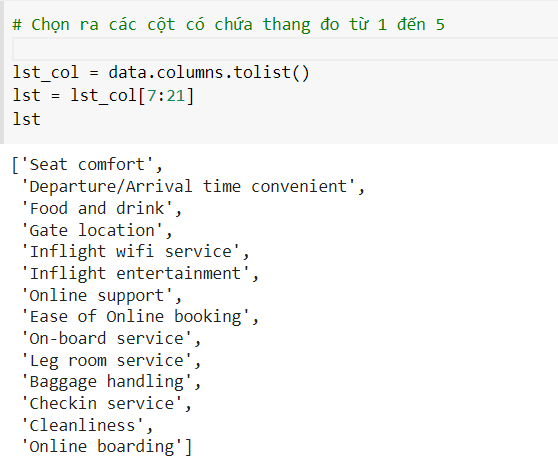 # Chọn ra các cột có chứa thang đo từ 1 đến 5
lst_col = data.columns.tolist()
lst = lst_col[7:21]
lst
['Seat comfort',
'Departure/Arrival time convenient',
'Food and drink',
'Gate location',
'Inflight wifi service',
'Inflight entertainment',
'Online support',
'Ease of Online booking',
'On-board service',
'Leg room service',
'Baggage handling',
'Checkin service',
'Cleanliness',
'Online boarding']